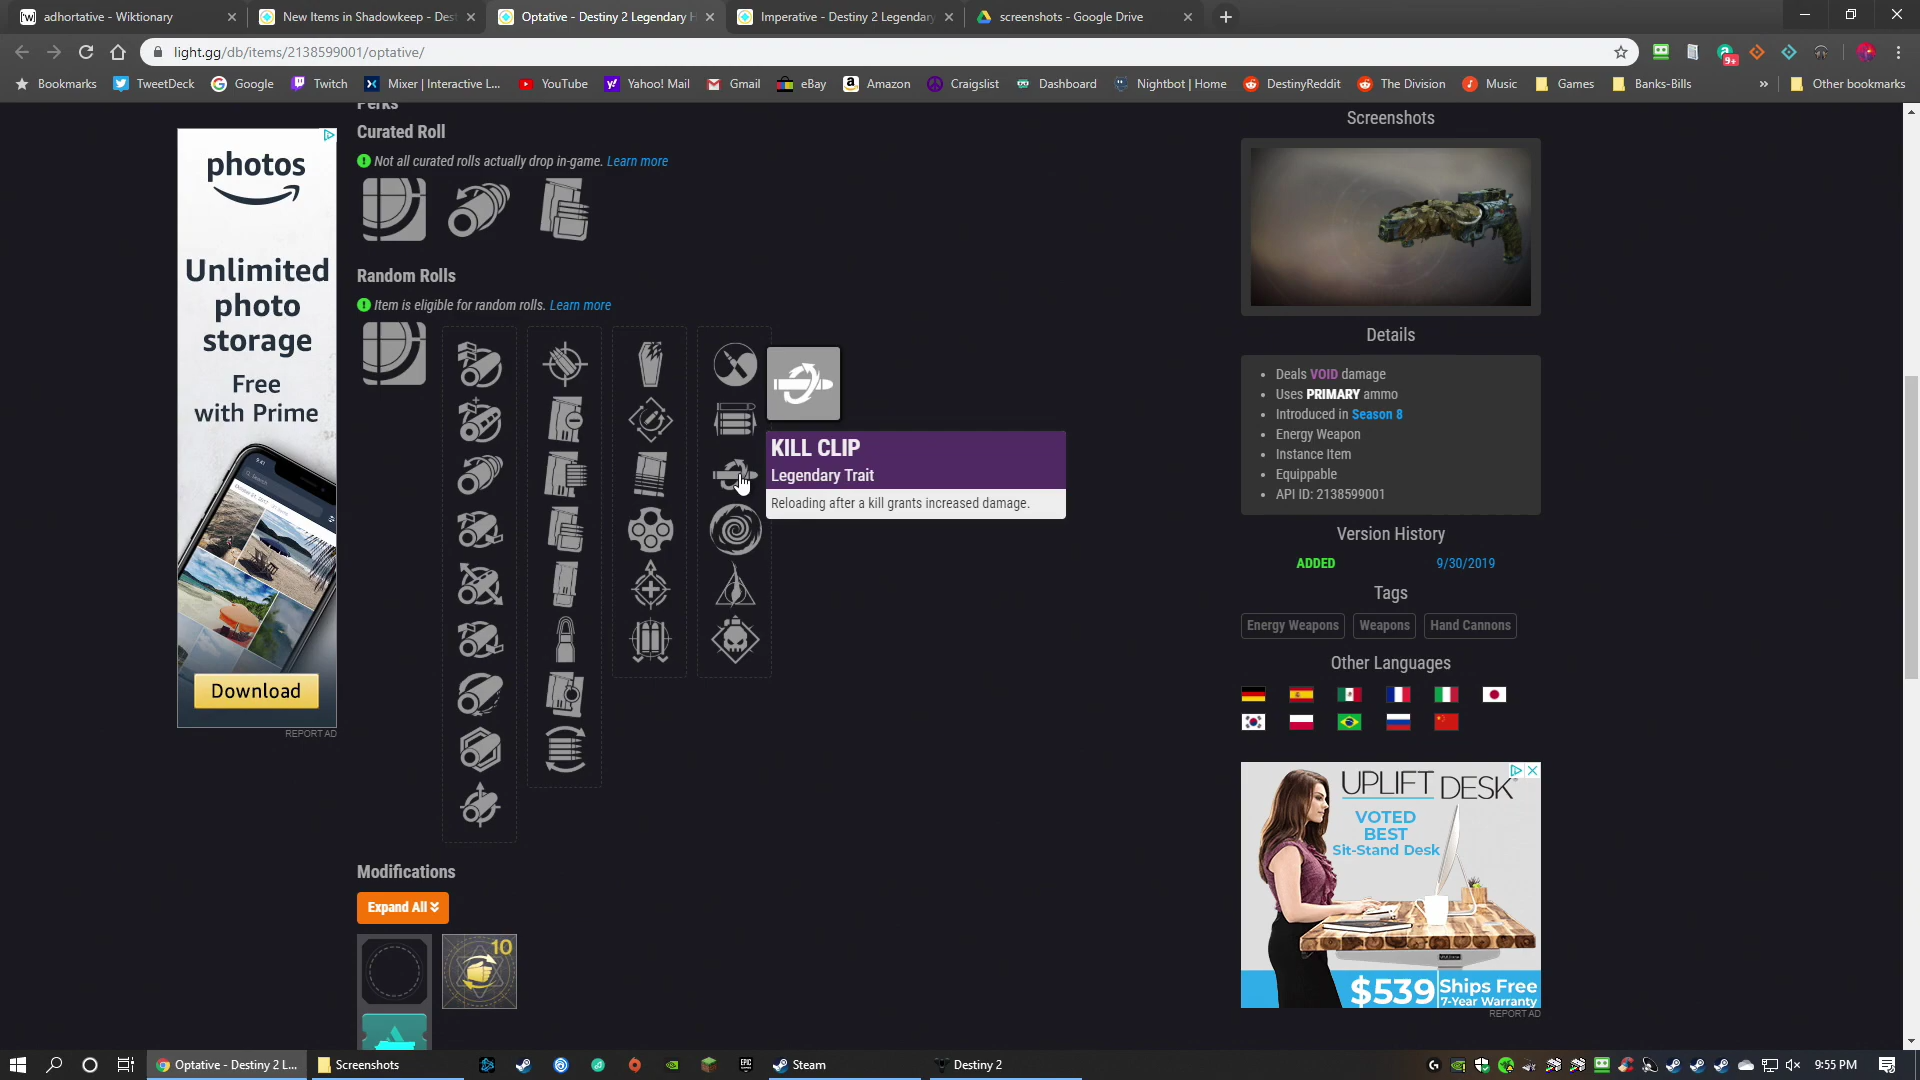 adhortative - Wiktionary
New Items in Shadowkeep - Des
Optative - Destiny 2 Legendary H
Imperative - Destiny 2 Legendary
screenshots - Google Drive
light.gg/db/items/2138599001/optative/
9+
Bookmarks
TweetDeck
Google
Twitch
Mixer | Interactive L...
YouTube
Yahoo! Mail
Gmail
eBay
Amazon
Craigslist
Dashboard
Nightbot | Home
DestinyReddit
The Division
Music
Games
Banks-Bills
»
Other bookmarks
Perks
Curated Roll
Not all curated rolls actually drop in-game. Learn more
Random Rolls
Item is eligible for random rolls. Learn more
KILL CLIP
Legendary Trait
Reloading after a kill grants increased damage.
Modifications
Expand All
10
photos
Unlimited
photo
storage
Free
with Prime
Download
REPORT AD
Screenshots
Details
Deals VOID damage
Uses PRIMARY ammo
Introduced in Season 8
Energy Weapon
Instance Item
Equippable
API ID: 2138599001
Version History
ADDED 9/30/2019
Tags
Energy Weapons
Weapons
Hand Cannons
Other Languages
UPLIFT DESK
VOTED
BEST
Sit-Stand Desk
$539
Ships Free
7-Year Warranty
REPORT AD
Optative - Destiny 2 L...
Screenshots
Steam
Destiny 2
9:55 PM